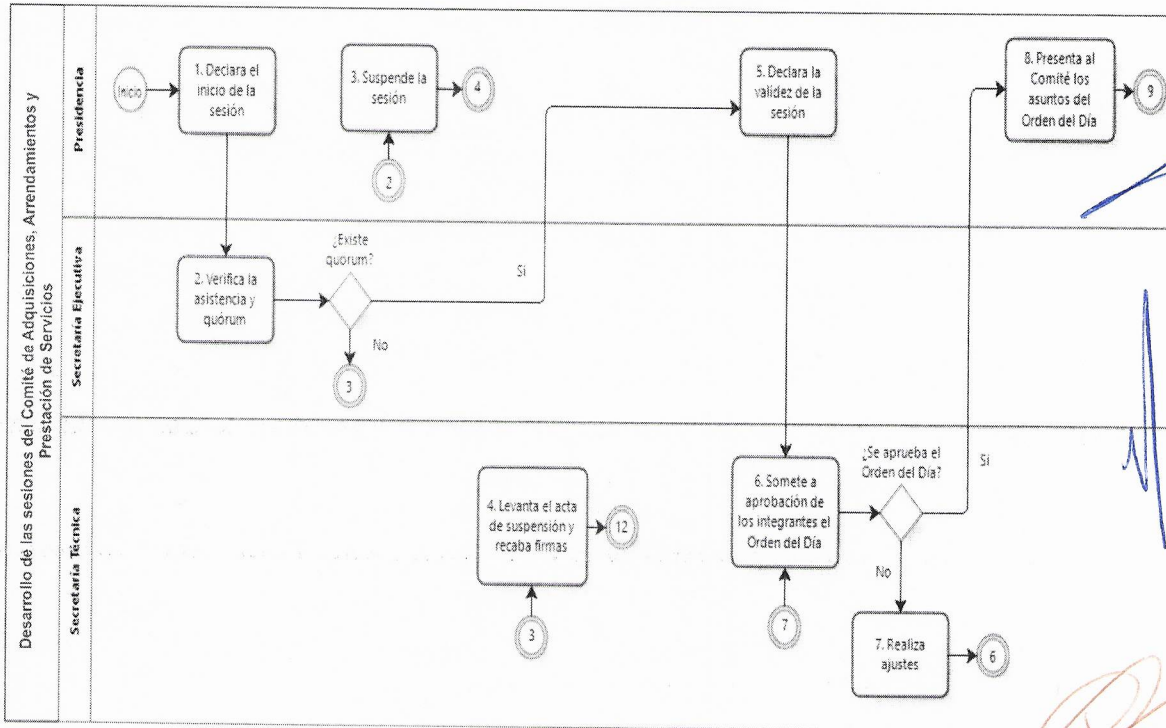 Desarrollo de las sesiones del Comité de Adquisiciones, Arrendamientos y
Prestación de Servicios
Presidencia
Inicio
1. Declara el
inicio de la
sesión
3. Suspende la
sesión
4
2
5. Declara la
validez de la
sesión
8. Presenta al
Comité los
asuntos del
Orden del Día
9
Secretaría Ejecutiva
2. Verifica la
asistencia y
quórum
¿Existe
quorum?
Sí
No
3
Secretaría Técnica
4. Levanta el acta
de suspensión y
recaba firmas
12
3
6. Somete a
aprobación de
los integrantes el
Orden del Día
7
¿Se aprueba el
Orden del Día?
Sí
No
7. Realiza
ajustes
6